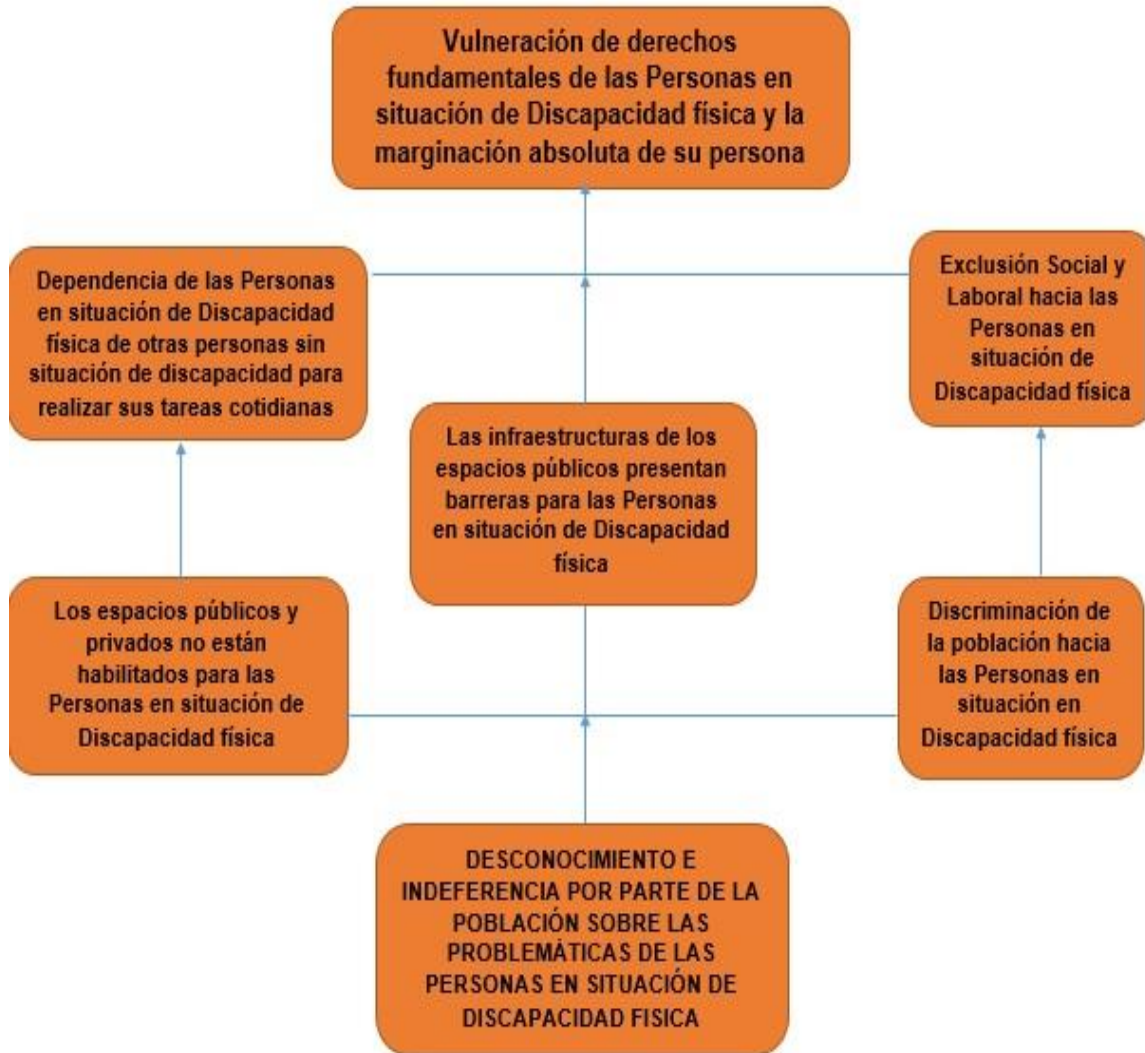 Vulneración de derechos
fundamentales de las Personas en
situación de Discapacidad física y la
marginación absoluta de su persona
Dependencia de las Personas
en situación de Discapacidad
física de otras personas sin
situación de discapacidad para
realizar sus tareas cotidianas
Exclusión Social y
Laboral hacia las
Personas en
situación de
Discapacidad física
Las infraestructuras de los
espacios públicos presentan
barreras para las Personas
en situación de Discapacidad
física
Los espacios públicos y
privados no están
habilitados para las
Personas en situación de
Discapacidad física
Discriminación de
la población hacia
las Personas en
situación en
Discapacidad física
DESCONOCIMIENTO E
INDEFERENCIA POR PARTE DE LA
POBLACIÓN SOBRE LAS
PROBLEMÀTICAS DE LAS
PERSONAS EN SITUACIÓN DE
DISCAPACIDAD FISICA